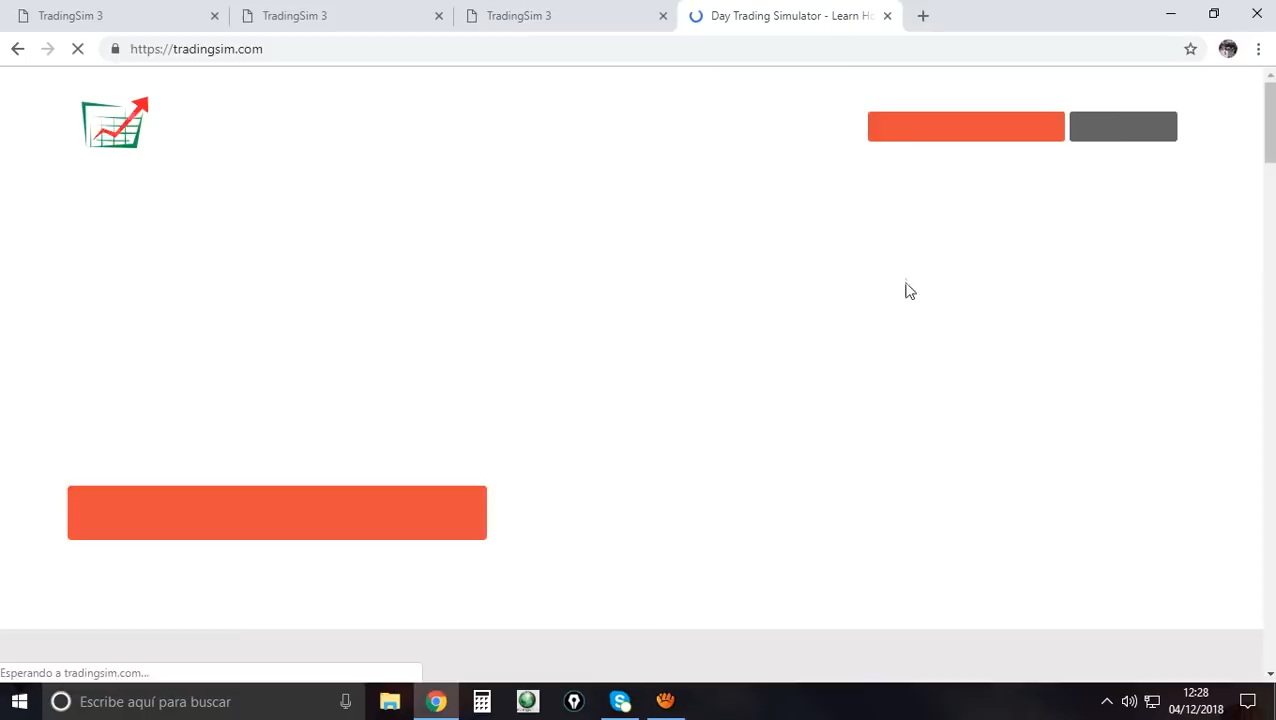 TradingSim 3
TradingSim 3
TradingSim 3
Day Trading Simulator - Learn Ho
https://tradingsim.com
Esperando a tradingsim.com...
Escribe aquí para buscar
12:28
04/12/2018